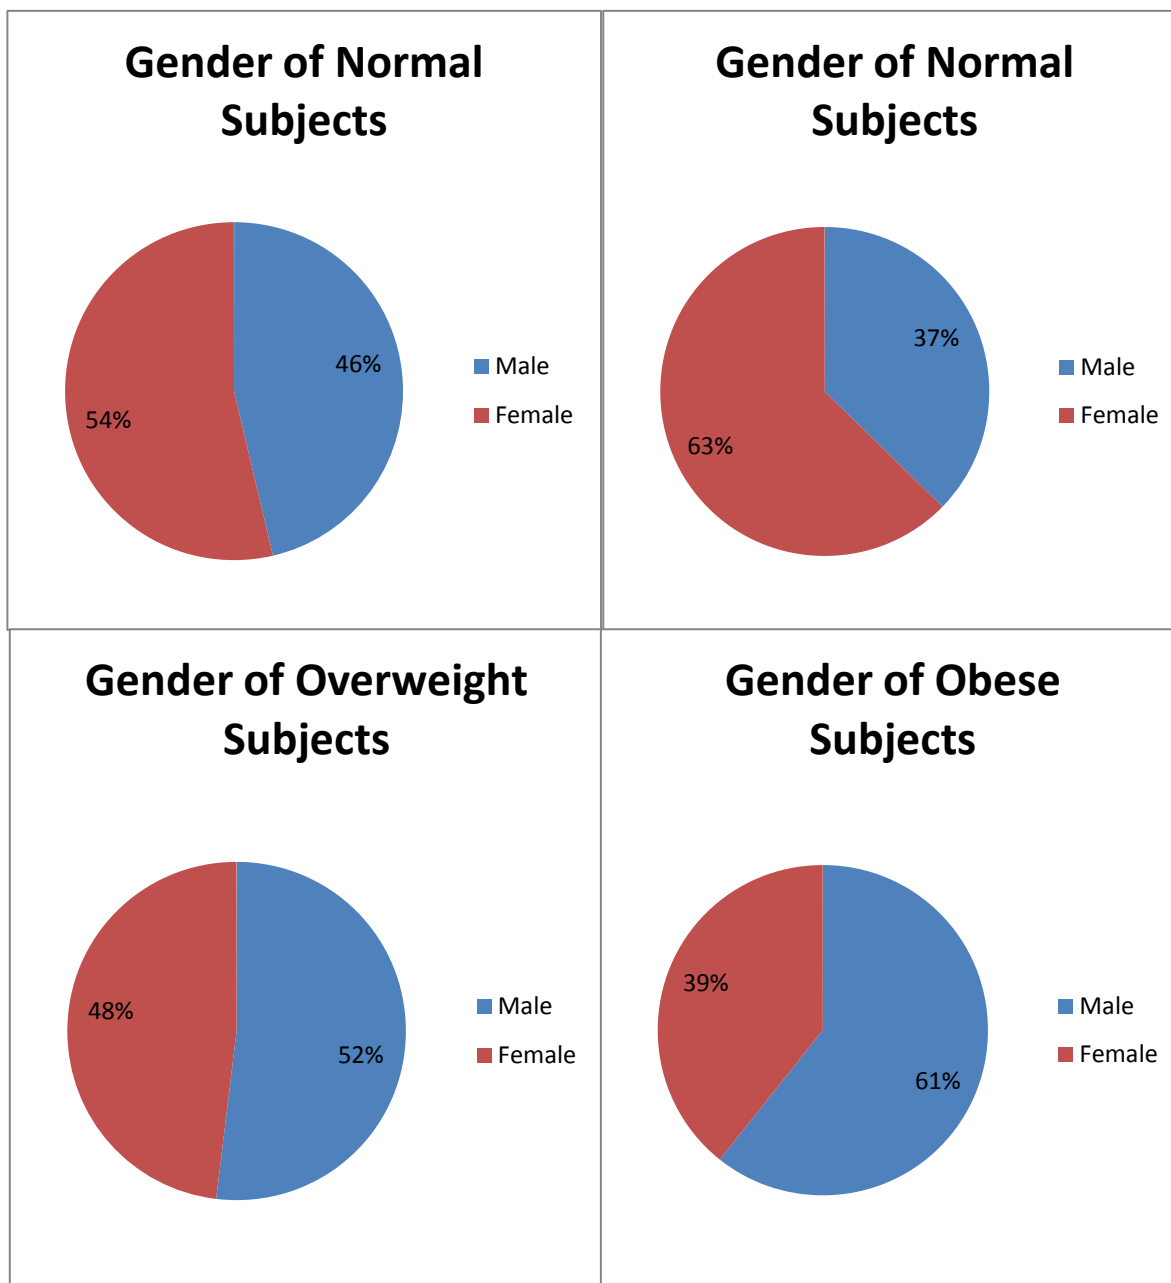 Gender of Normal
Subjects
46%
54%
Male
Female
Gender of Normal
Subjects
37%
63%
Male
Female
Gender of Overweight
Subjects
48%
52%
Male
Female
Gender of Obese
Subjects
39%
61%
Male
Female